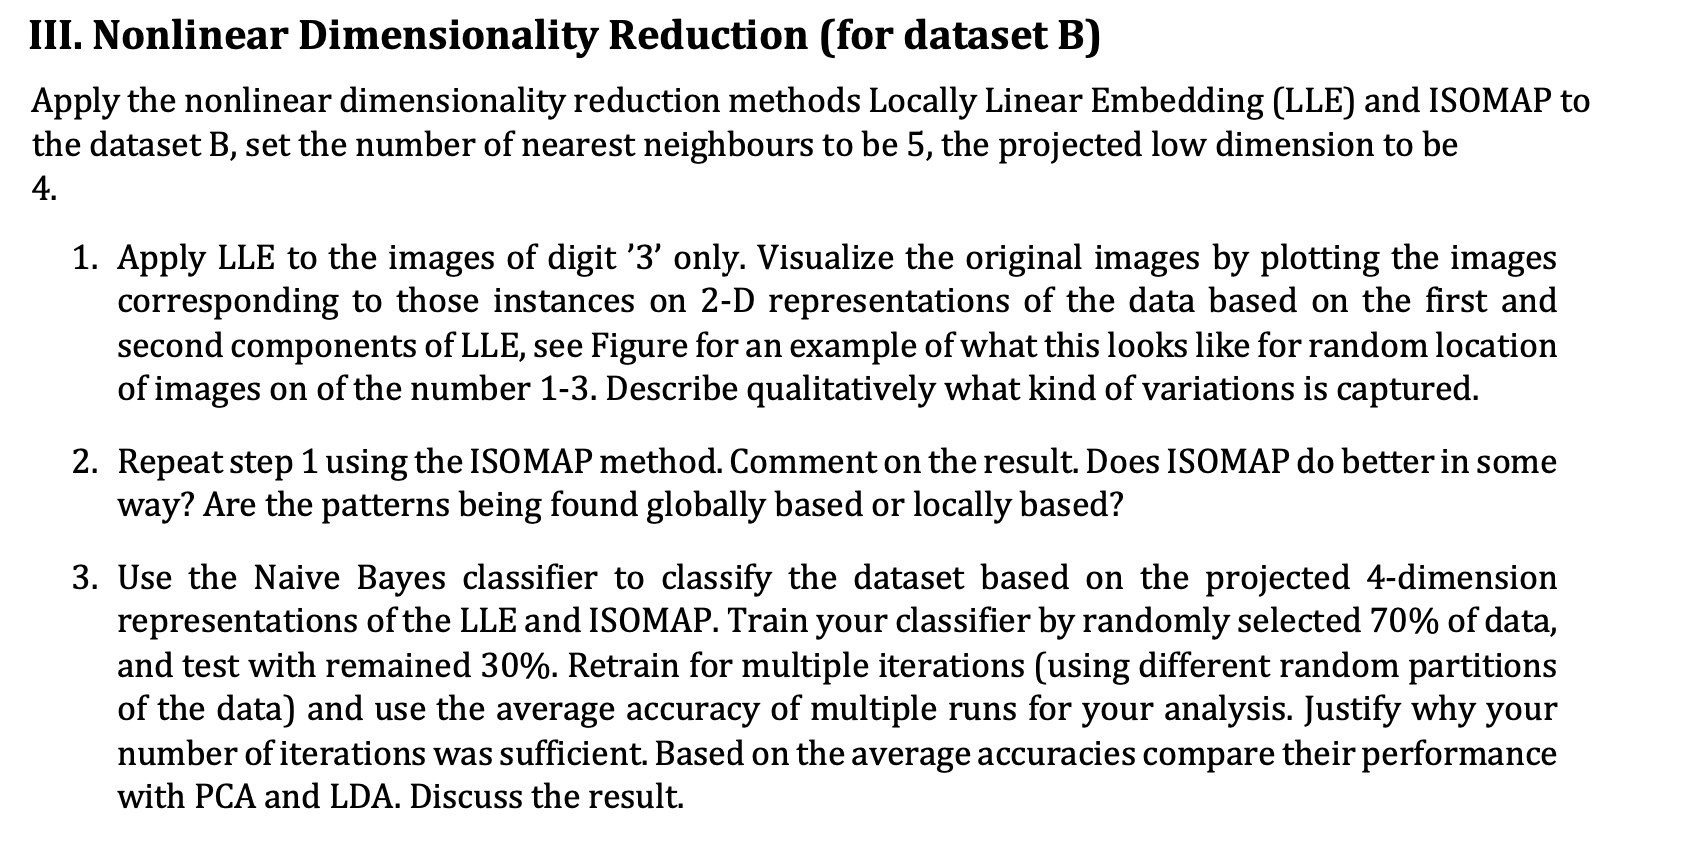 III. Nonlinear Dimensionality Reduction (for dataset B)
Apply the nonlinear dimensionality reduction methods Locally Linear Embedding (LLE) and ISOMAP to
the dataset B, set the number of nearest neighbours to be 5, the projected low dimension to be
4.
1. Apply LLE to the images of digit ’3’ only. Visualize the original images by plotting the images
corresponding to those instances on 2-D representations of the data based on the first and
second components of LLE, see Figure for an example of what this looks like for random location
of images on of the number 1-3. Describe qualitatively what kind of variations is captured.
2. Repeat step 1 using the ISOMAP method. Comment on the result. Does ISOMAP do better in some
way? Are the patterns being found globally based or locally based?
3. Use the Naive Bayes classifier to classify the dataset based on the projected 4-dimension
representations of the LLE and ISOMAP. Train your classifier by randomly selected 70% of data,
and test with remained 30%. Retrain for multiple iterations (using different random partitions
of the data) and use the average accuracy of multiple runs for your analysis. Justify why your
number of iterations was sufficient. Based on the average accuracies compare their performance
with PCA and LDA. Discuss the result.